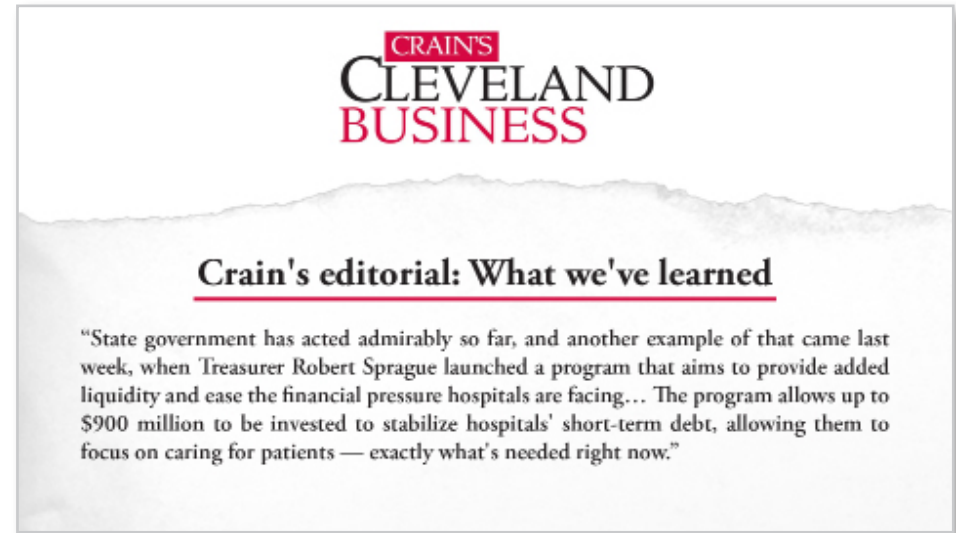 CRAIN'S
CLEVELAND
BUSINESS
Crain's editorial: What we've learned
“State government has acted admirably so far, and another example of that came last
week, when Treasurer Robert Sprague launched a program that aims to provide added
liquidity and ease the financial pressure hospitals are facing… The program allows up to
$900 million to be invested to stabilize hospitals' short-term debt, allowing them to
focus on caring for patients — exactly what's needed right now.”